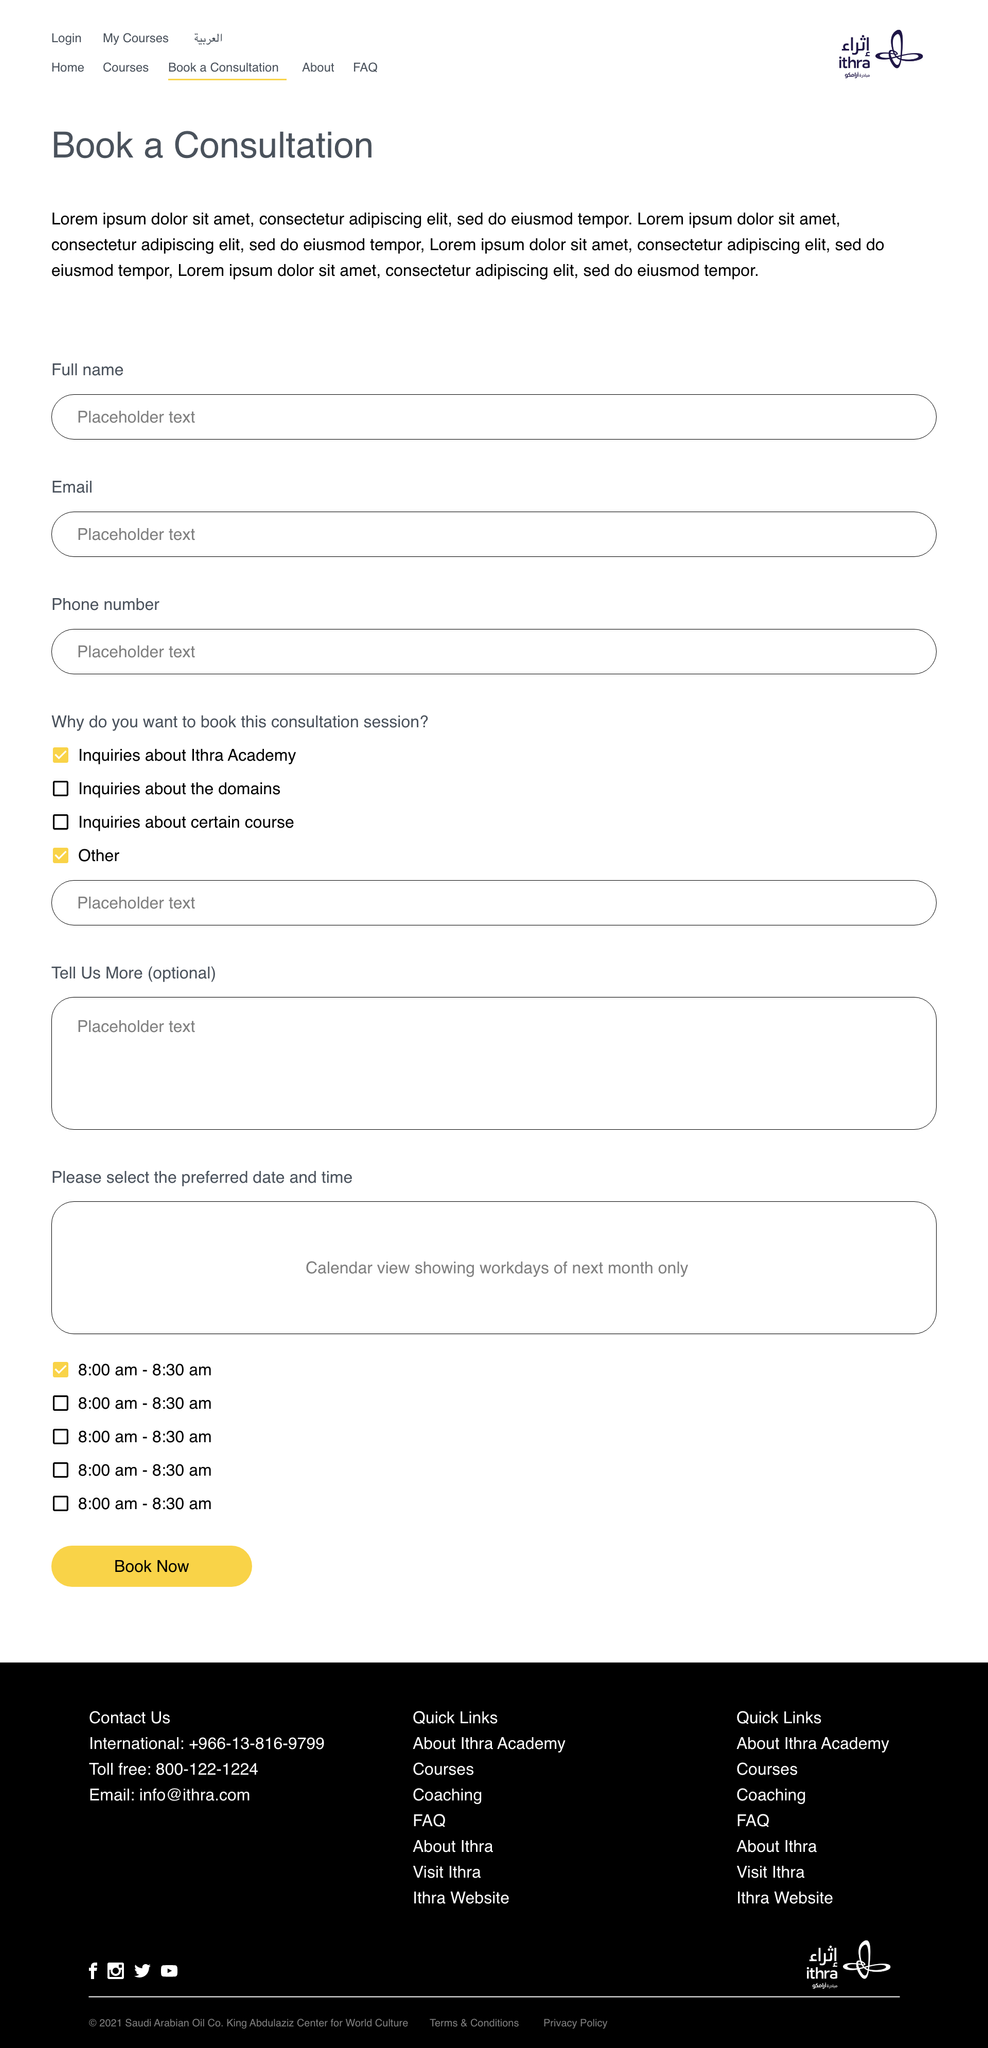 Login My Courses العربية
Home Courses Book a Consultation About FAQ
إثراء
ithra
مبادرة أرامكو
Book a Consultation
Lorem ipsum dolor sit amet, consectetur adipiscing elit, sed do eiusmod tempor. Lorem ipsum dolor sit amet,
consectetur adipiscing elit, sed do eiusmod tempor, Lorem ipsum dolor sit amet, consectetur adipiscing elit, sed do
eiusmod tempor, Lorem ipsum dolor sit amet, consectetur adipiscing elit, sed do eiusmod tempor.
Full name
Placeholder text
Email
Placeholder text
Phone number
Placeholder text
Why do you want to book this consultation session?
Inquiries about Ithra Academy
Inquiries about the domains
Inquiries about certain course
Other
Placeholder text
Tell Us More (optional)
Placeholder text
Please select the preferred date and time
Calendar view showing workdays of next month only
8:00 am - 8:30 am
8:00 am - 8:30 am
8:00 am - 8:30 am
8:00 am - 8:30 am
8:00 am - 8:30 am
Book Now
Contact Us
International: +966-13-816-9799
Toll free: 800-122-1224
Email: info@ithra.com
Quick Links
About Ithra Academy
Courses
Coaching
FAQ
About Ithra
Visit Ithra
Ithra Website
Quick Links
About Ithra Academy
Courses
Coaching
FAQ
About Ithra
Visit Ithra
Ithra Website
إثراء
ithra
مبادرة أرامكو
© 2021 Saudi Arabian Oil Co. King Abdulaziz Center for World Culture Terms & Conditions Privacy Policy